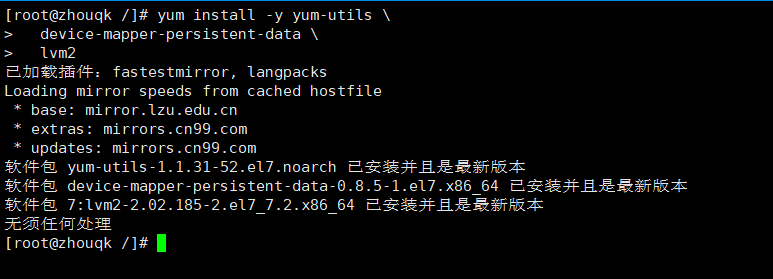 [root@zhouqk /]# yum install -y yum-utils \
>   device-mapper-persistent-data \
>   lvm2
已加载插件：fastestmirror, langpacks
Loading mirror speeds from cached hostfile
 * base: mirror.lzu.edu.cn
 * extras: mirrors.cn99.com
 * updates: mirrors.cn99.com
软件包 yum-utils-1.1.31-52.el7.noarch 已安装并且是最新版本
软件包 device-mapper-persistent-data-0.8.5-1.el7.x86_64 已安装并且是最新版本
软件包 7:lvm2-2.02.185-2.el7_7.2.x86_64 已安装并且是最新版本
无须任何处理
[root@zhouqk /]#